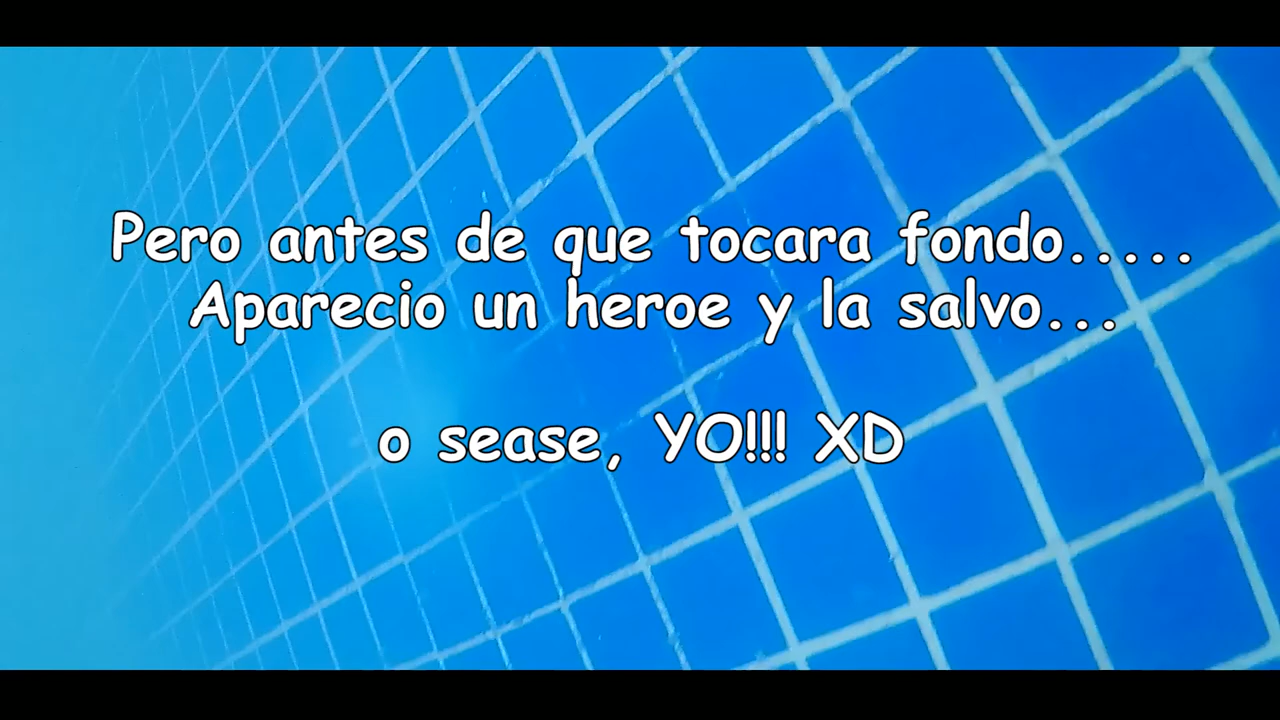 Pero antes de que tocara fondo.....
Aparecio un heroe y la salvo...
o sease, YO!!! XD